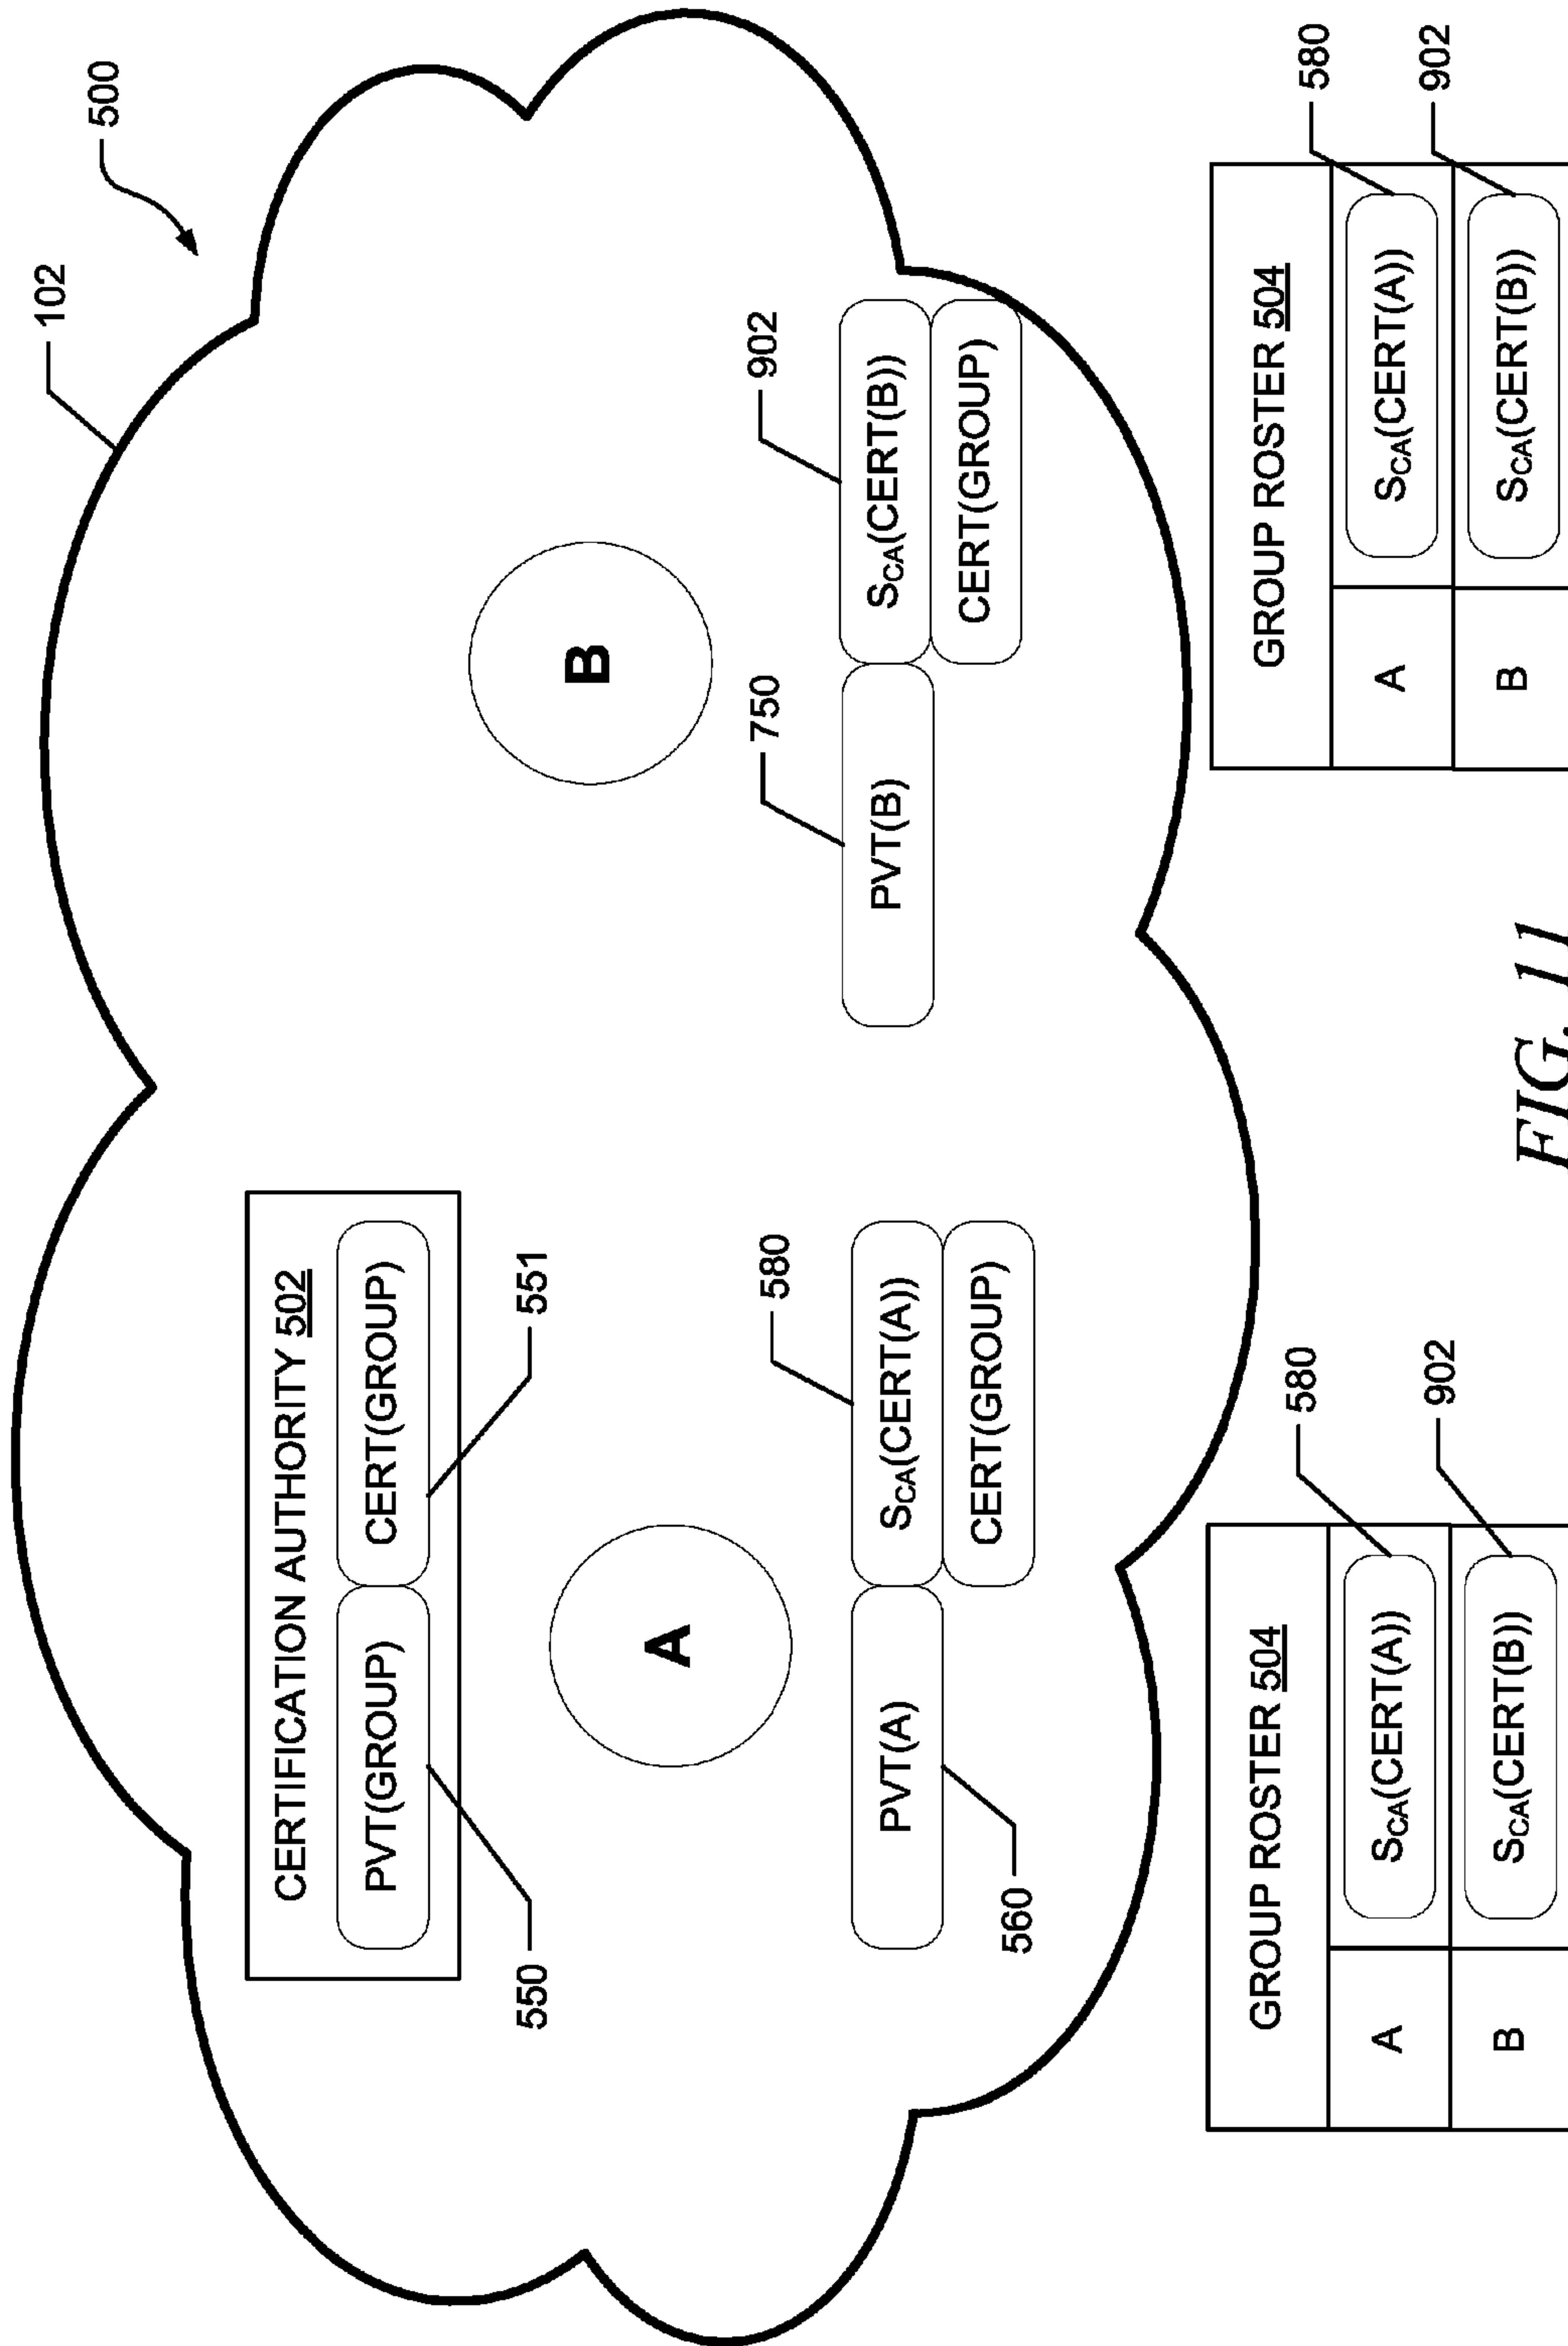 102
500
CERTIFICATION AUTHORITY 502
PVT(GROUP)
CERT(GROUP)
550
551
A
B
580
750
902
PVT(A)
SCA(CERT(A))
CERT(GROUP)
560
PVT(B)
SCA(CERT(B))
CERT(GROUP)
GROUP ROSTER 504
580
A
SCA(CERT(A))
902
B
SCA(CERT(B))
GROUP ROSTER 504
580
A
SCA(CERT(A))
902
B
SCA(CERT(B))
FIG. 11